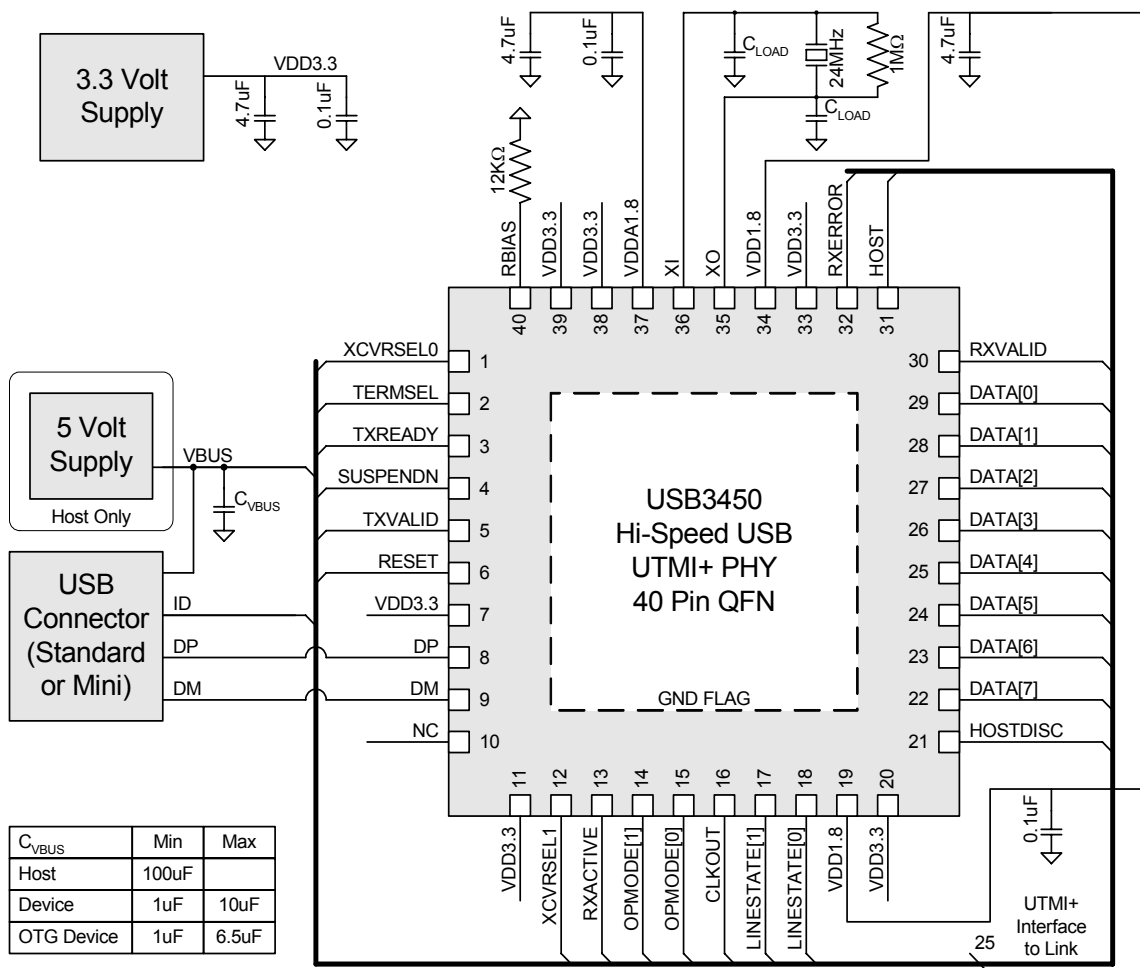 3.3 Volt
Supply
VDD3.3
4.7uF
0.1uF
4.7uF
0.1uF
12KΩ
C_LOAD
24MHz
1MΩ
C_LOAD
4.7uF
RBIAS
VDD3.3
VDD3.3
VDDA1.8
XI
XO
VDD1.8
VDD3.3
RXERROR
HOST
40
39
38
37
36
35
34
33
32
31
XCVRSEL0
1
TERMSEL
2
TXREADY
3
SUSPENDN
4
TXVALID
5
RESET
6
VDD3.3
7
DP
8
DM
9
NC
10
5 Volt
Supply
Host Only
VBUS
C_VBUS
USB
Connector
(Standard
or Mini)
ID
DP
DM
USB3450
Hi-Speed USB
UTMI+ PHY
40 Pin QFN
GND FLAG
30
RXVALID
29
DATA[0]
28
DATA[1]
27
DATA[2]
26
DATA[3]
25
DATA[4]
24
DATA[5]
23
DATA[6]
22
DATA[7]
21
HOSTDISC
11
12
13
14
15
16
17
18
19
20
VDD3.3
XCVRSEL1
RXACTIVE
OPMODE[1]
OPMODE[0]
CLKOUT
LINESTATE[1]
LINESTATE[0]
VDD1.8
VDD3.3
0.1uF
UTMI+
Interface
to Link
25
C_VBUS Min Max
Host 100uF
Device 1uF 10uF
OTG Device 1uF 6.5uF